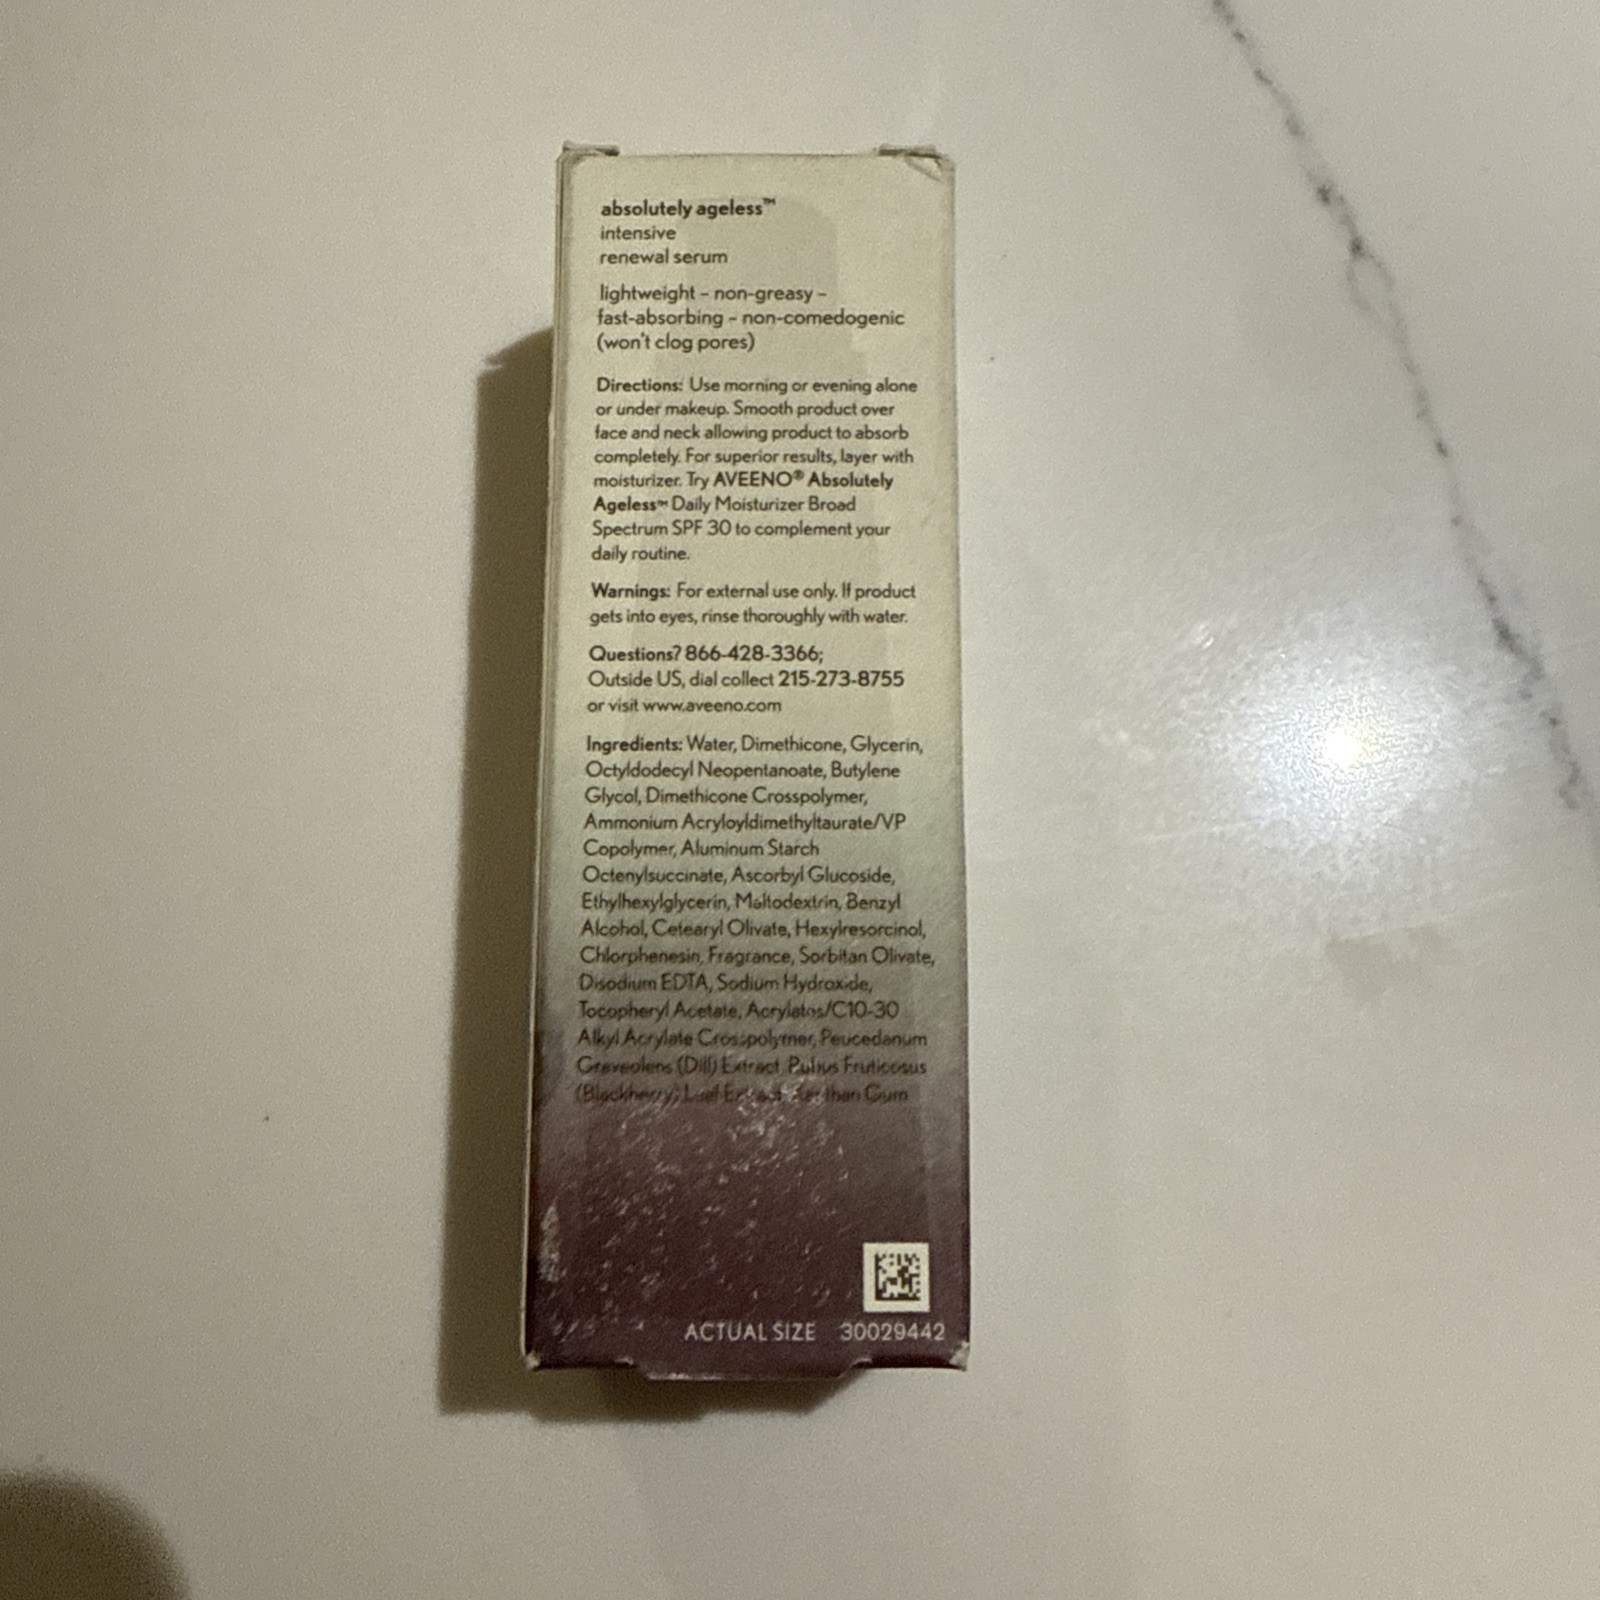 absolutely ageless™
intensive
renewal serum
lightweight – non-greasy –
fast-absorbing – non-comedogenic
(won't clog pores)
Directions: Use morning or evening alone
or under makeup. Smooth product over
face and neck allowing product to absorb
completely. For superior results, layer with
moisturizer. Try AVEENO® Absolutely
Ageless™ Daily Moisturizer Broad
Spectrum SPF 30 to complement your
daily routine.
Warnings: For external use only. If product
gets into eyes, rinse thoroughly with water.
Questions? 866-428-3366;
Outside US, dial collect 215-273-8755
or visit www.aveeno.com
Ingredients: Water, Dimethicone, Glycerin,
Octyldodecyl Neopentanoate, Butylene
Glycol, Dimethicone Crosspolymer,
Ammonium Acryloyldimethyltaurate/VP
Copolymer, Aluminum Starch
Octenylsuccinate, Ascorbyl Glucoside,
Ethylhexylglycerin, Maltodextrin, Benzyl
Alcohol, Cetearyl Olivate, Hexylresorcinol,
Chlorphenesin, Fragrance, Sorbitan Olivate,
Disodium EDTA, Sodium Hydroxide,
Tocopheryl Acetate, Acrylates/C10-30
Alkyl Acrylate Crosspolymer, Peucedanum
Graveolens (Dill) Extract, Rubus Fruticosus
(Blackberry) Leaf Extract, Xanthan Gum
ACTUAL SIZE 30029442